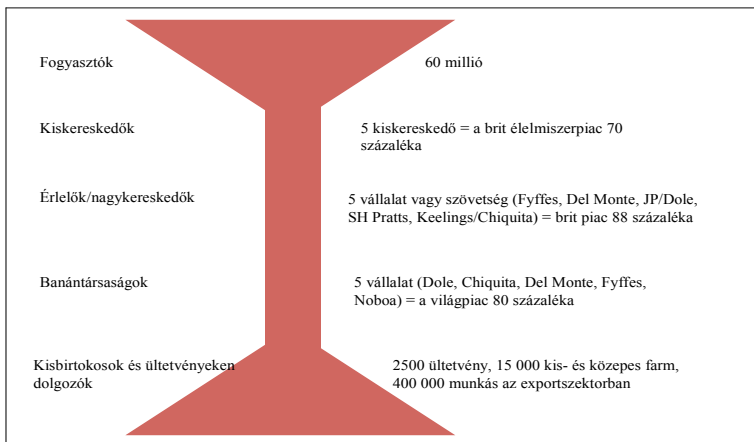 Fogyasztók
60 millió
Kiskereskedők
5 kiskereskedő = a brit élelmiszerpiac 70
százaléka
Érlelők/nagykereskedők
5 vállalat vagy szövetség (Fyffes, Del Monte, JP/Dole,
SH Pratts, Keelings/Chiquita) = brit piac 88 százaléka
Banántársaságok
5 vállalat (Dole, Chiquita, Del Monte, Fyffes,
Noboa) = a világpiac 80 százaléka
Kisbirtokosok és ültetvényeken
dolgozók
2500 ültetvény, 15 000 kis- és közepes farm,
400 000 munkás az exportszektorban